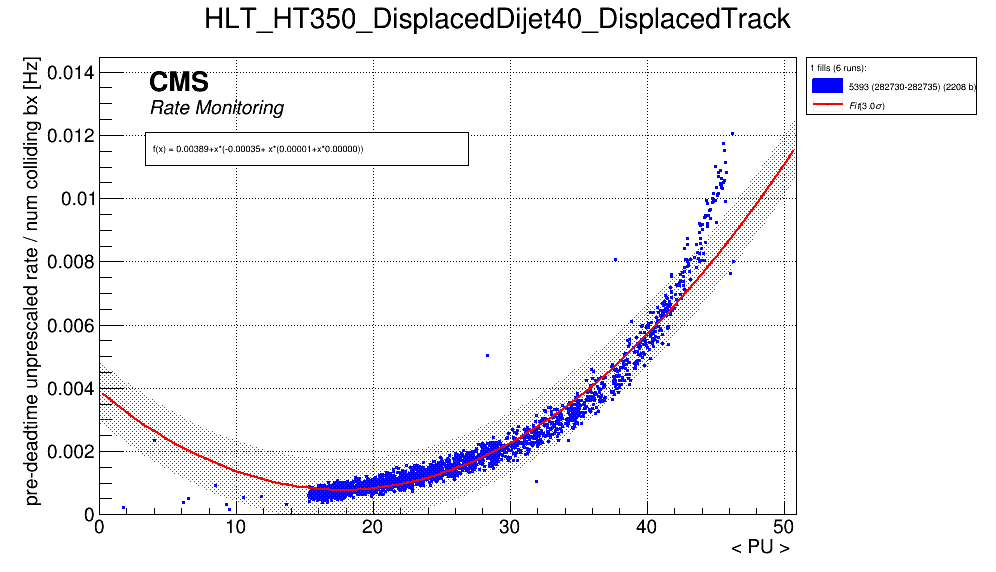 HLT_HT350_DisplacedDijet40_DisplacedTrack
pre-deadtime unprescaled rate / num colliding bx [Hz]
0.014
0.012
0.01
0.008
0.006
0.004
0.002
0
CMS
Rate Monitoring
f(x) = 0.00389+x*(-0.00035+ x*(0.00001+x*0.00000))
0 10 20 30 40 50
< PU >
1 fills (6 runs):
5393 (282730-282735) (2208 b)
Fit(3.0σ)